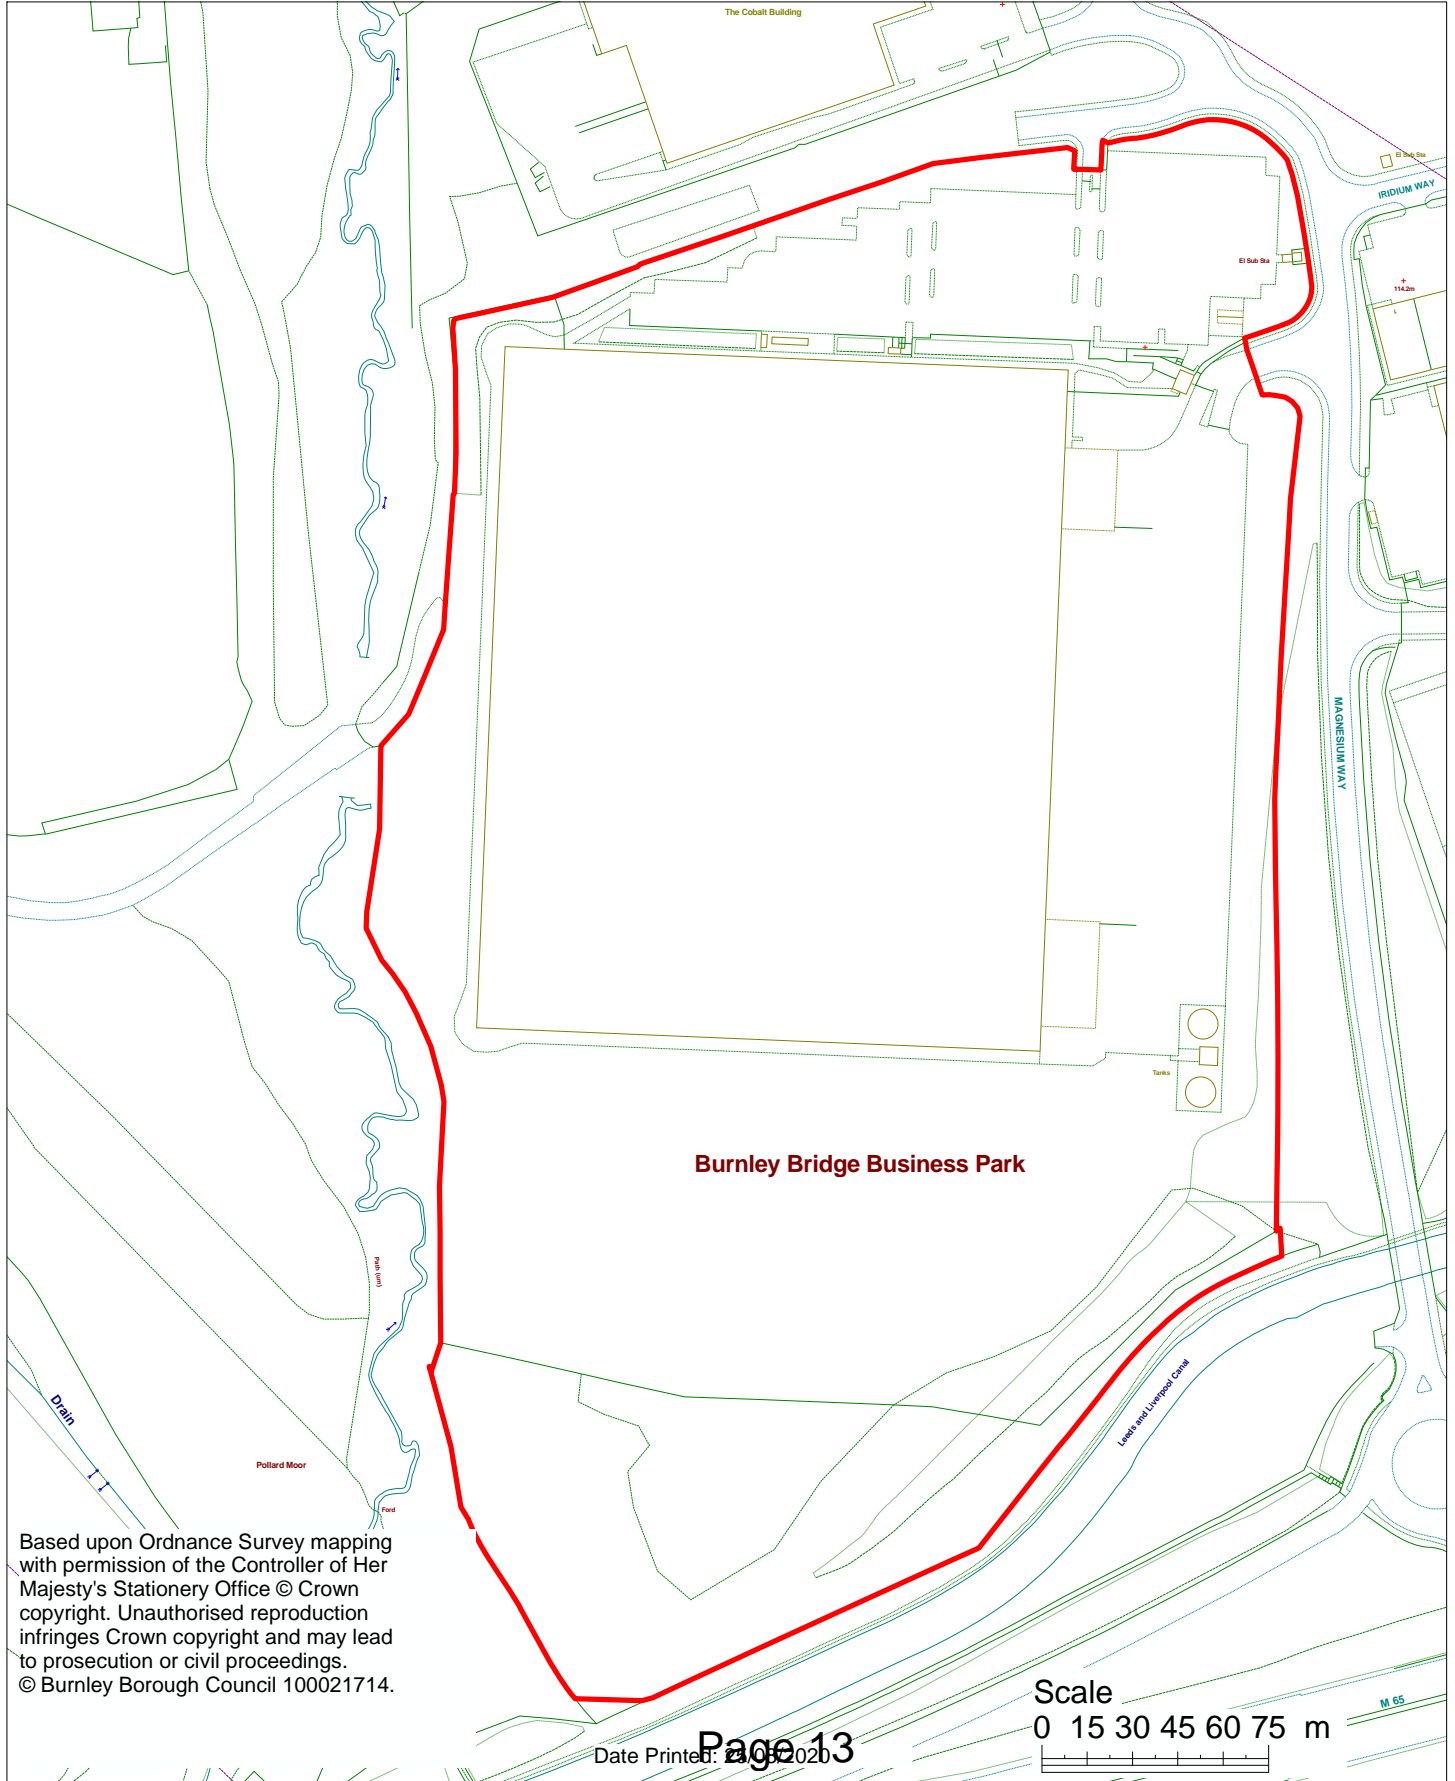 The Cobalt Building
El Sub Sta
IRIDIUM WAY
El Sub Sta
114.2m
1
MAGNESIUM WAY
Tanks
Burnley Bridge Business Park
Path (um)
Leeds and Liverpool Canal
Drain
Pollard Moor
Ford
Based upon Ordnance Survey mapping
with permission of the Controller of Her
Majesty's Stationery Office © Crown
copyright. Unauthorised reproduction
infringes Crown copyright and may lead
to prosecution or civil proceedings.
© Burnley Borough Council 100021714.
Scale
0 15 30 45 60 75 m
M 65
Page 13
Date Printed: /2020